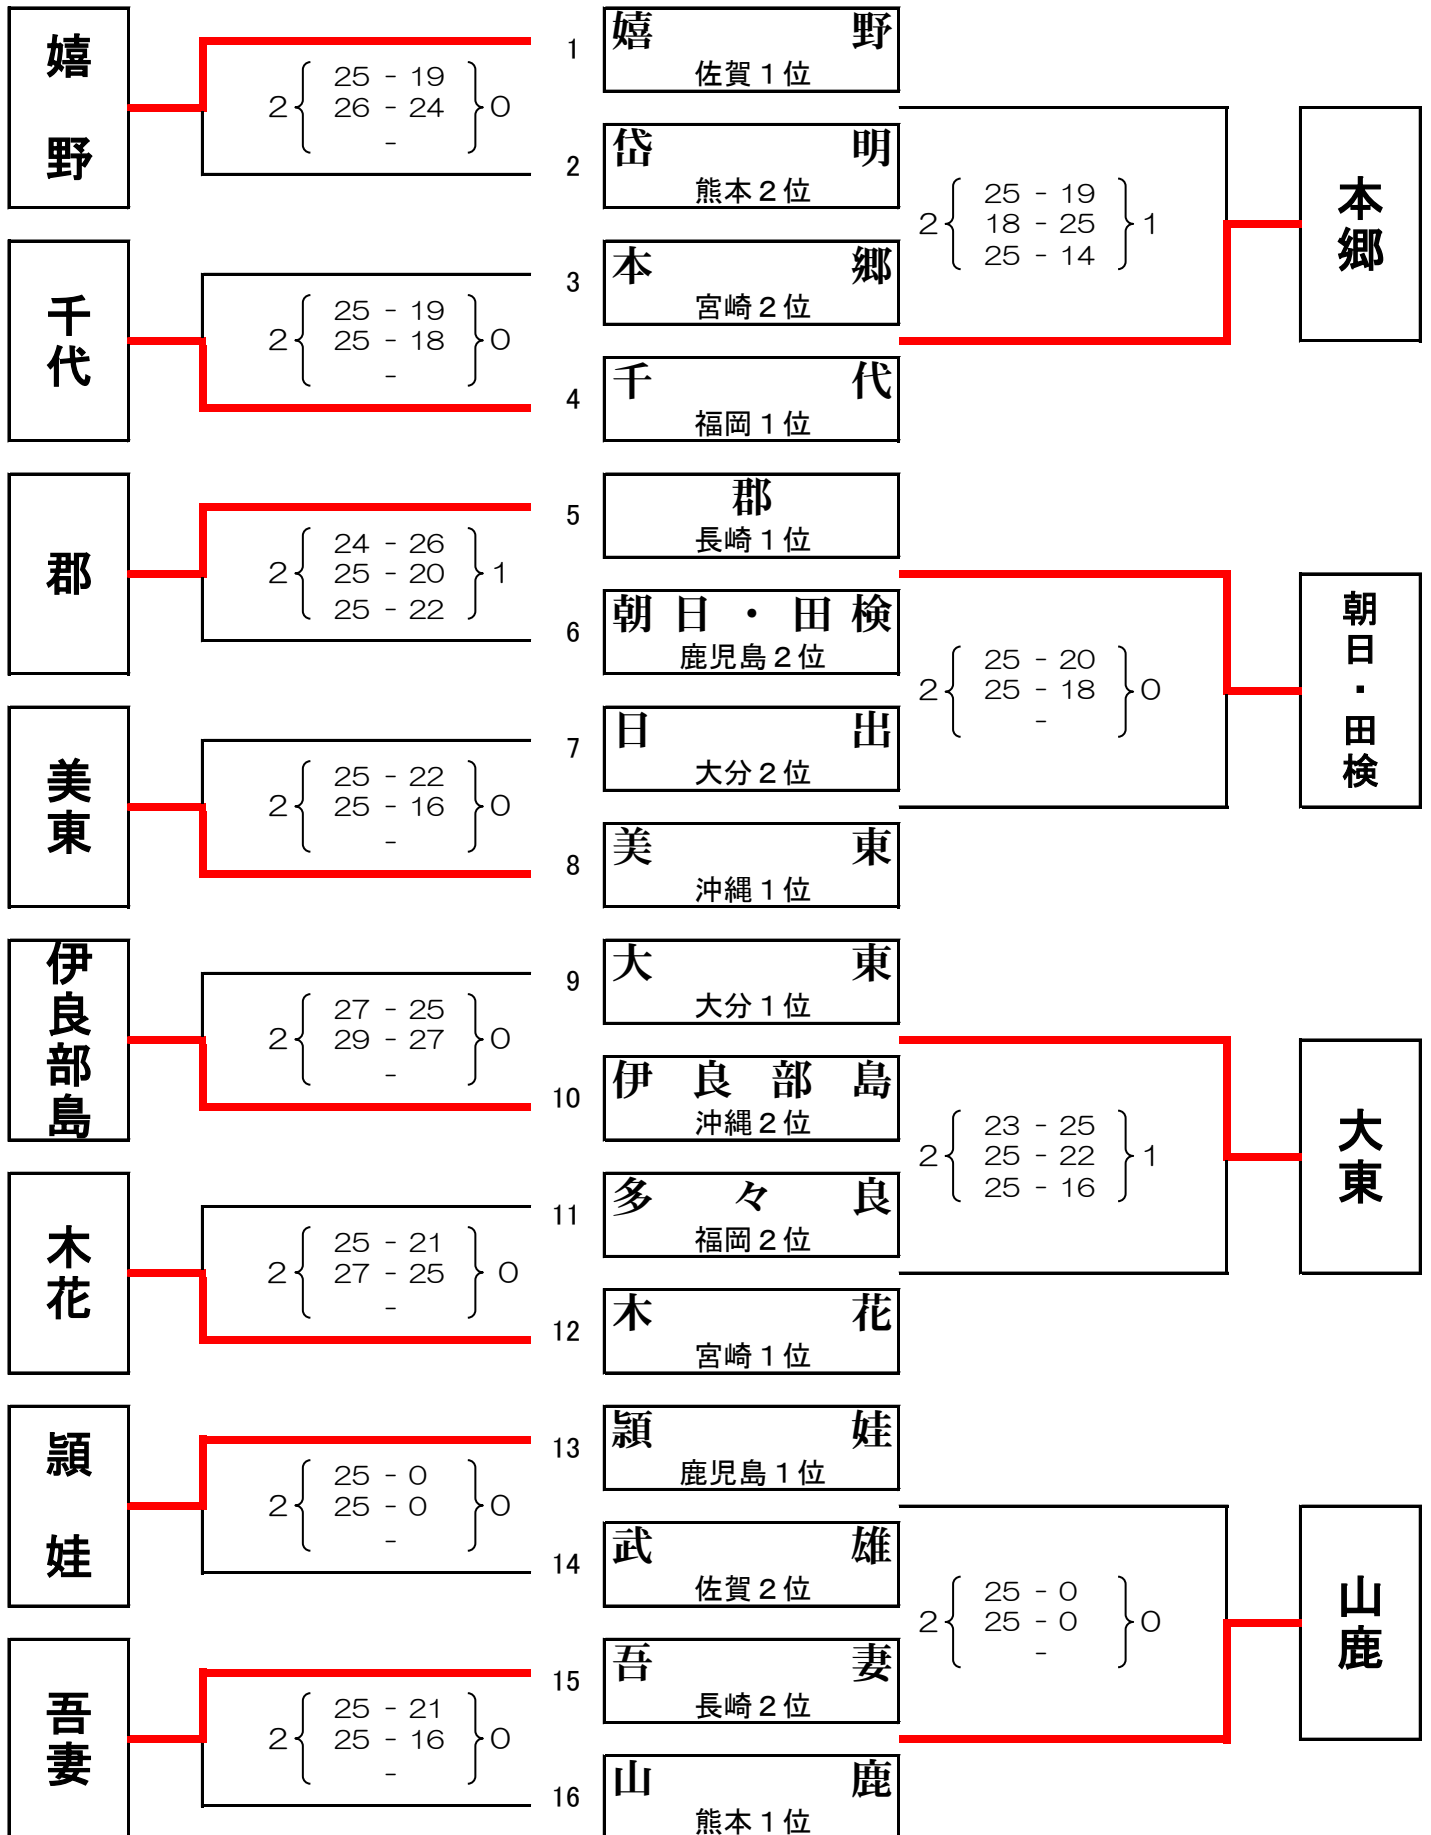 嬉野
2 25 - 19 0
26 - 24
-
1 嬉野
佐賀１位
2 岱明
熊本２位
千代
2 25 - 19 0
25 - 18
-
3 本郷
宮崎２位
4 千代
福岡１位
2 25 - 19 1
18 - 25
25 - 14
本郷
郡
2 24 - 26 1
25 - 20
25 - 22
5 郡
長崎１位
6 朝日・田検
鹿児島２位
美東
2 25 - 22 0
25 - 16
-
7 日出
大分２位
8 美東
沖縄１位
2 25 - 20 0
25 - 18
-
朝日・田検
伊良部島
2 27 - 25 0
29 - 27
-
9 大東
大分１位
10 伊良部島
沖縄２位
木花
2 25 - 21 0
27 - 25
-
11 多々良
福岡２位
12 木花
宮崎１位
2 23 - 25 1
25 - 22
25 - 16
大東
頴娃
2 25 - 0 0
25 - 0
-
13 頴娃
鹿児島１位
14 武雄
佐賀２位
吾妻
2 25 - 21 0
25 - 16
-
15 吾妻
長崎２位
16 山鹿
熊本１位
2 25 - 0 0
25 - 0
-
山鹿